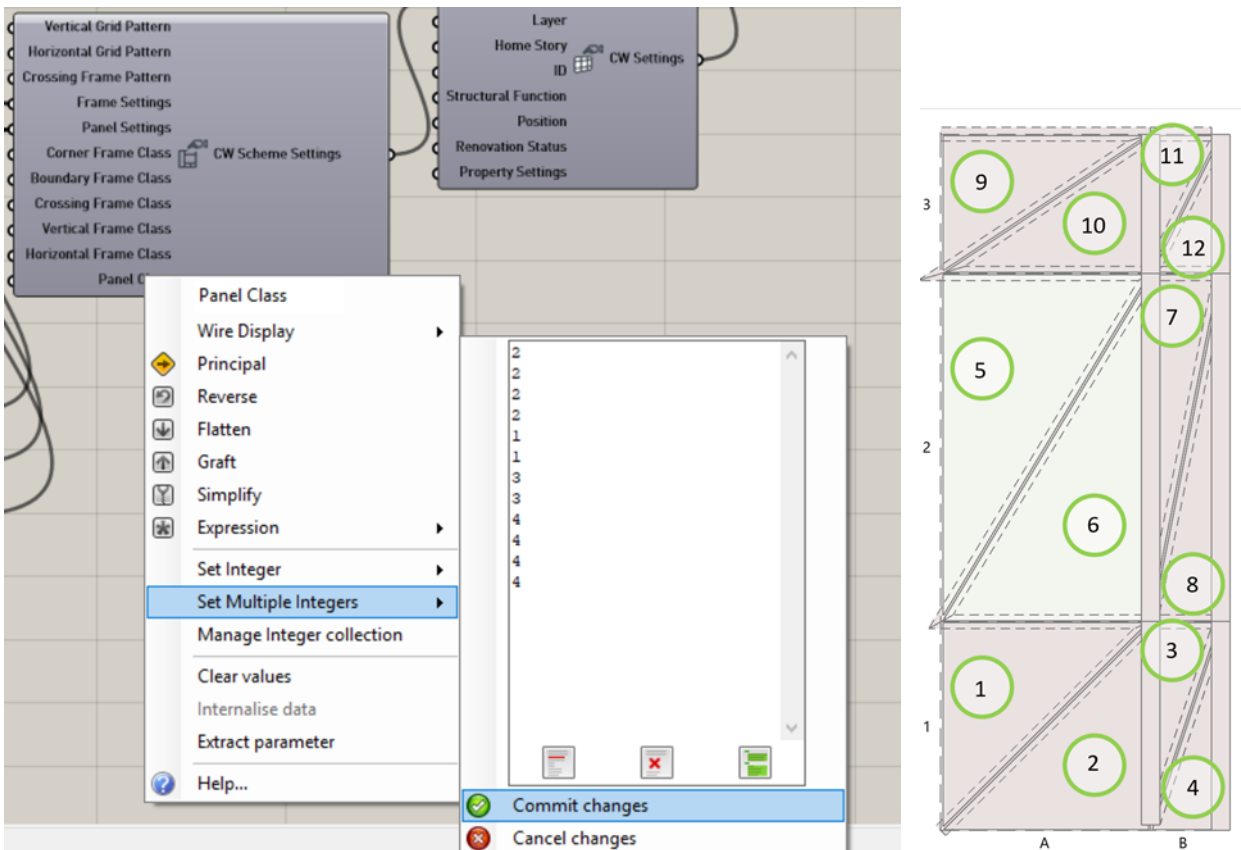 Vertical Grid Pattern
Horizontal Grid Pattern
Crossing Frame Pattern
Frame Settings
Panel Settings
Corner Frame Class
Boundary Frame Class
Crossing Frame Class
Vertical Frame Class
Horizontal Frame Class
Panel C
CW Scheme Settings
Layer
Home Story
ID
Structural Function
Position
Renovation Status
Property Settings
CW Settings
Panel Class
Wire Display
Principal
Reverse
Flatten
Graft
Simplify
Expression
Set Integer
Set Multiple Integers
Manage Integer collection
Clear values
Internalise data
Extract parameter
Help...
2
2
2
2
1
1
3
3
4
4
4
4
Commit changes
Cancel changes
11
9
3
10
12
7
5
2
6
8
3
1
1
2
4
A
B